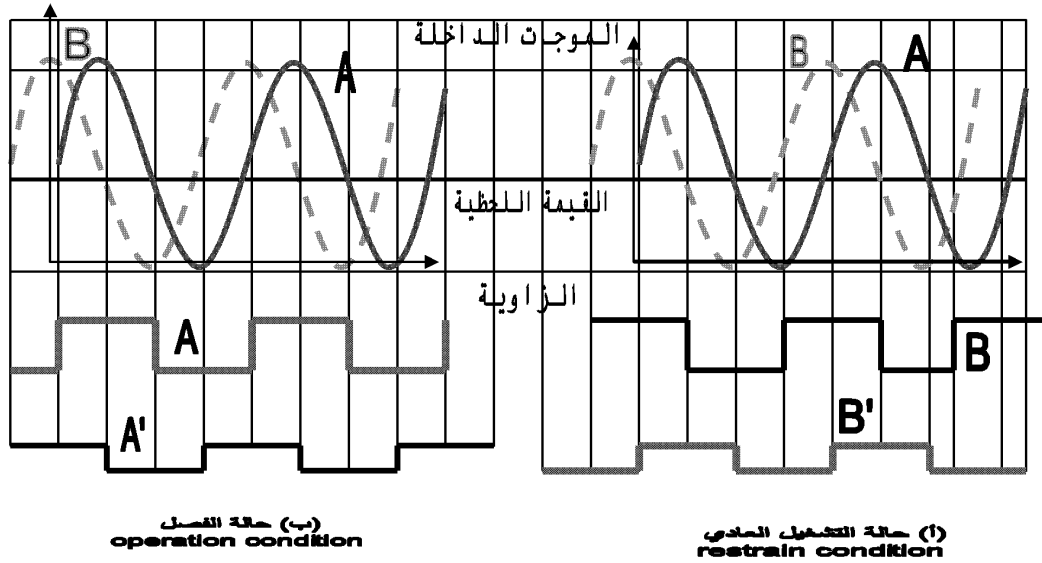 B
A
الموجات الداخلة
B
A
القيمة اللحظية
الزاوية
A
A'
B
B'
(ب) حالة الفصل
operation condition
(أ) حالة التشغيل العادي
restrain condition